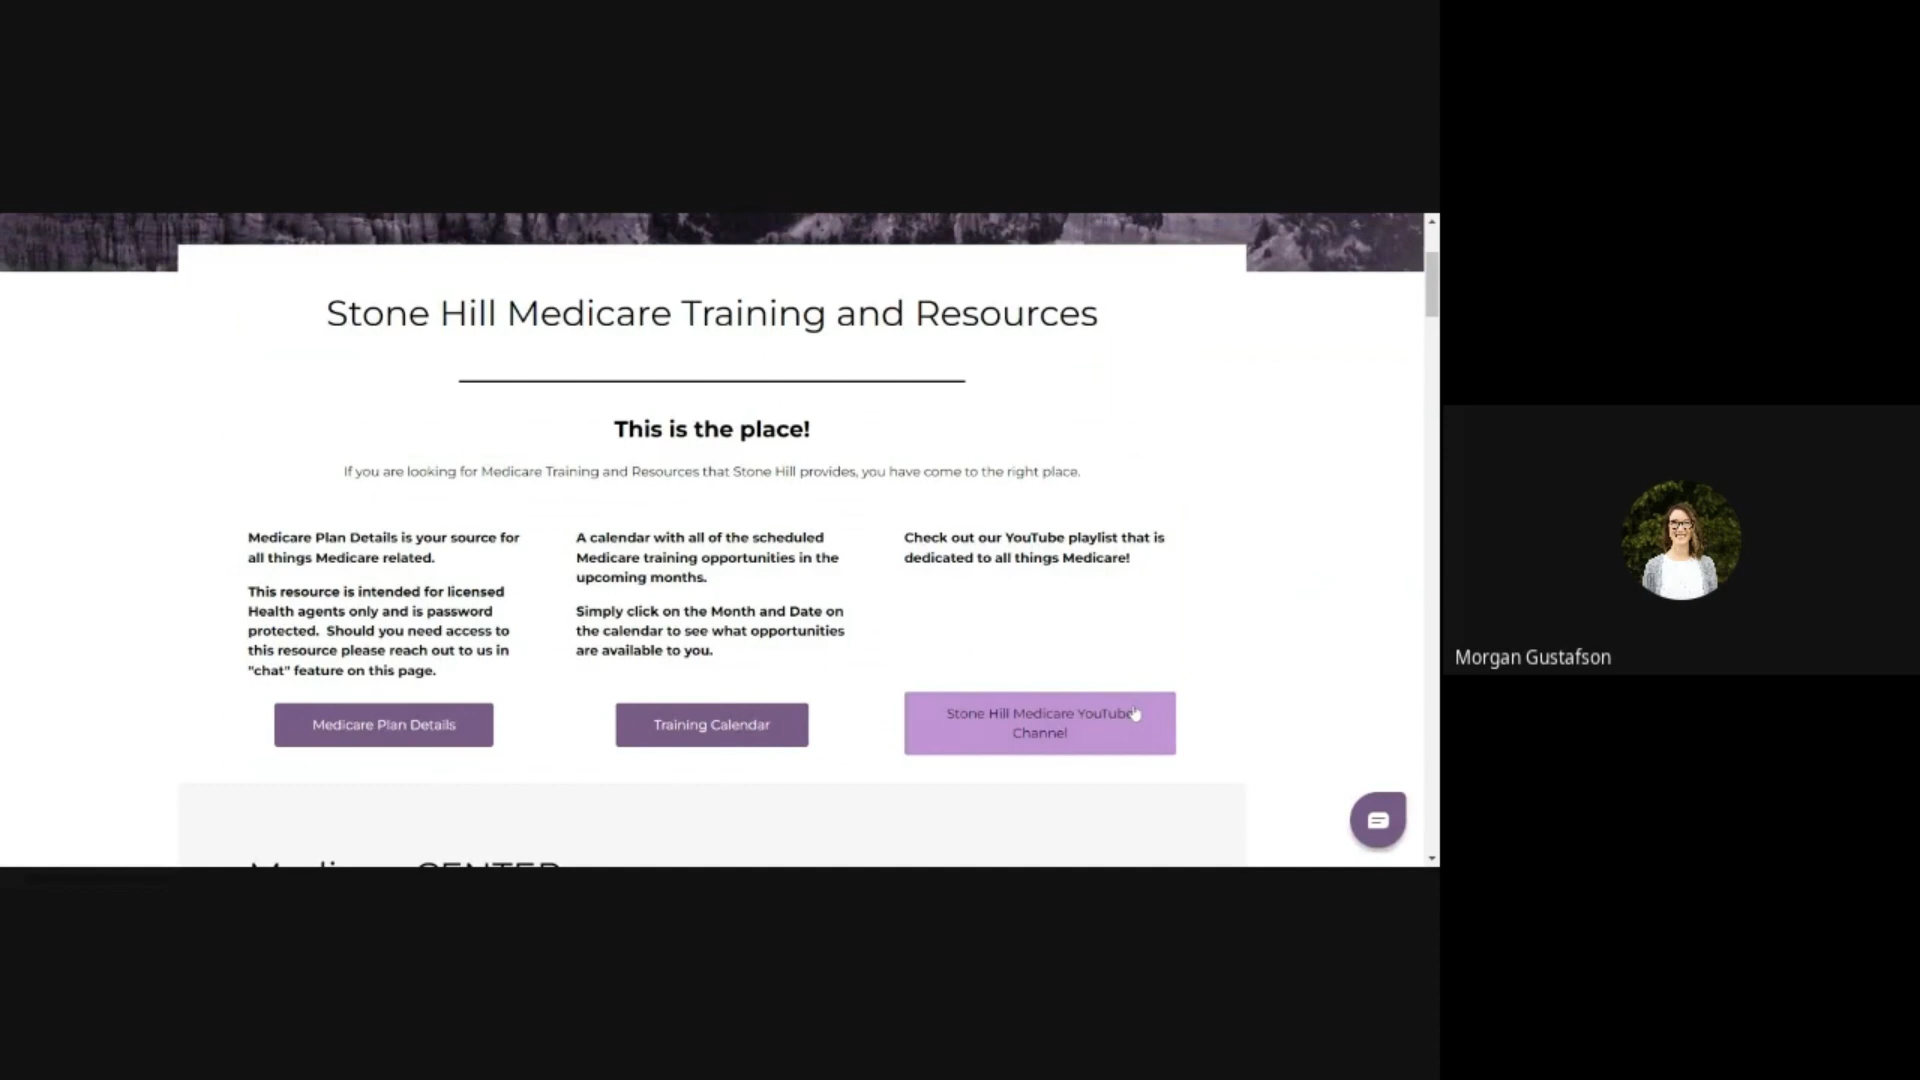 Stone Hill Medicare Training and Resources
This is the place!
If you are looking for Medicare Training and Resources that Stone Hill provides, you have come to the right place.
Medicare Plan Details is your source for
all things Medicare related.
This resource is intended for licensed
Health agents only and is password
protected. Should you need access to
this resource please reach out to us in
"chat" feature on this page.
Medicare Plan Details
A calendar with all of the scheduled
Medicare training opportunities in the
upcoming months.
Simply click on the Month and Date on
the calendar to see what opportunities
are available to you.
Training Calendar
Check out our YouTube playlist that is
dedicated to all things Medicare!
Stone Hill Medicare YouTube
Channel
Morgan Gustafson